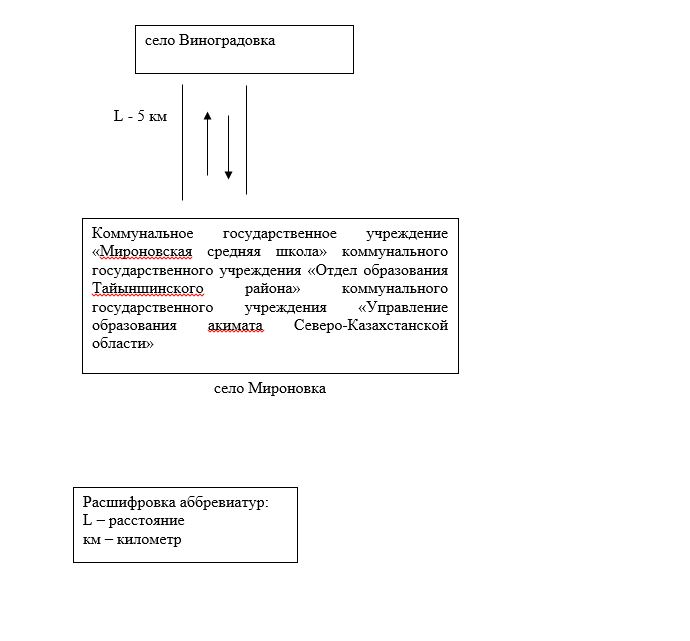 село Виноградовка
L - 5 км
Коммунальное государственное учреждение
«Мироновская средняя школа» коммунального
государственного учреждения «Отдел образования
Тайыншинского района» коммунального
государственного учреждения «Управление
образования акимата Северо-Казахстанской
области»
село Мироновка
Расшифровка аббревиатур:
L – расстояние
км – километр